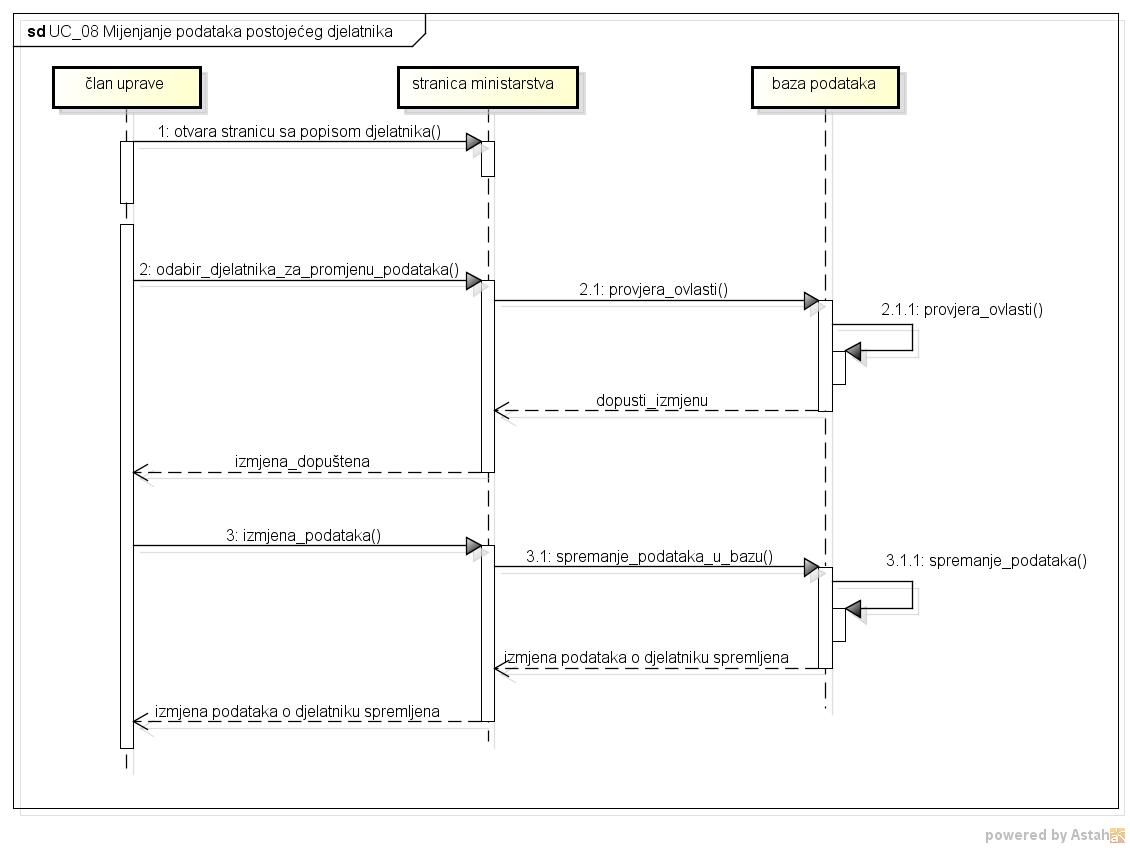 sd UC_08 Mijenjanje podataka postojećeg djelatnika
član uprave
stranica ministarstva
baza podataka
1: otvara stranicu sa popisom djelatnika()
2: odabir_djelatnika_za_promjenu_podataka()
2.1: provjera_ovlasti()
2.1.1: provjera_ovlasti()
dopusti_izmjenu
izmjena_dopuštena
3: izmjena_podataka()
3.1: spremanje_podataka_u_bazu()
3.1.1: spremanje_podataka()
izmjena podataka o djelatniku spremljena
izmjena podataka o djelatniku spremljena
powered by Astah